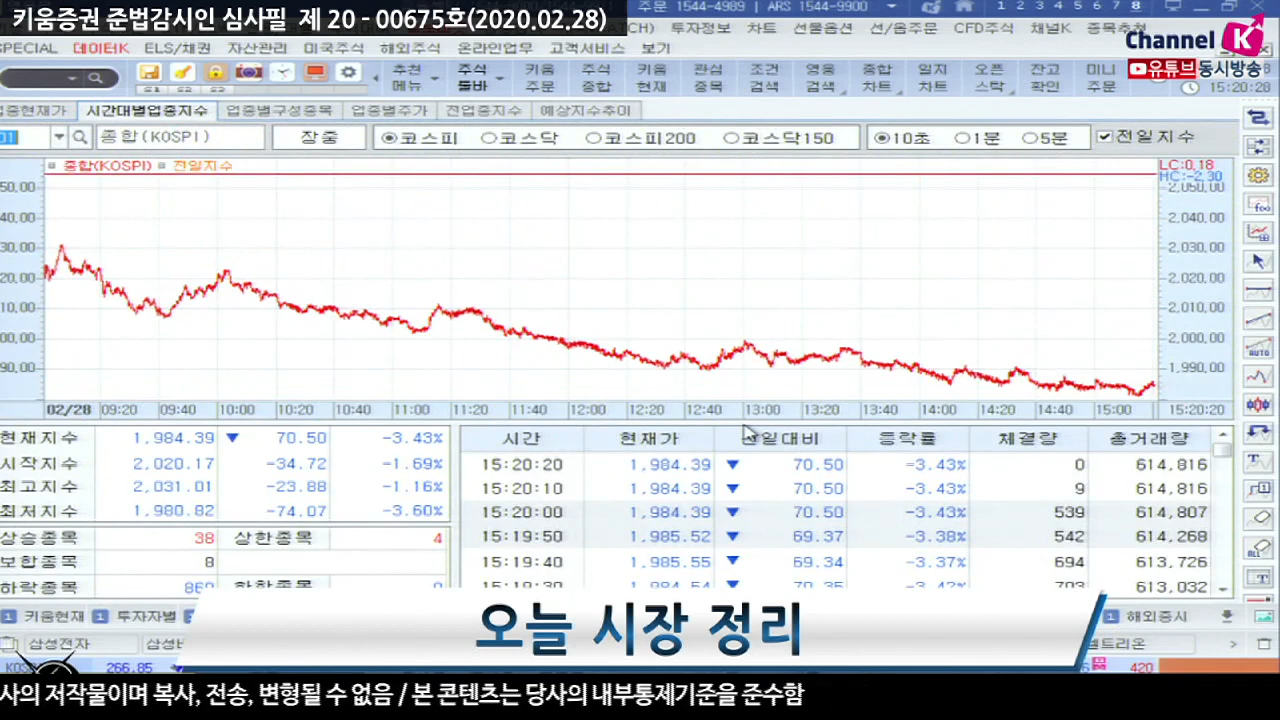 키움증권 준법감시인 심사필 제 20 - 00675호(2020.02.28)
주문 1544-4989 ARS 1544-9900 1 2 3 4 5 6 7 8
Channel K
유튜브동시방송
SPECIAL 데이터K ELS/채권 자산관리 미국주식 해외주식 온라인업무 고객서비스 보기
CH) 투자정보 차트 선물옵션 선/옵주문 CFD주식 채널K 종목추천
추천 주식 키움 주식 키움 관심 조건 영웅 종합 일지 오픈 잔고 미니
메뉴 툴바 주문 종합 현재 종목 검색 검색 차트 차트 스탁 확인 주문
15:20:28
업종현재가 시간대별업종지수 업종별구성종목 업종별주가 전업종지수 예상지수추이
01 종합(KOSPI) 장중 코스피 코스닥 코스피200 코스닥150 10초 1분 5분 전일지수
종합(KOSPI) 전일지수
LC:0.18
HC:-2.30
50.00 2,050.00
40.00 2,040.00
30.00 2,030.00
20.00 2,020.00
10.00 2,010.00
00.00 2,000.00
90.00 1,990.00
02/28 09:20 09:40 10:00 10:20 10:40 11:00 11:20 11:40 12:00 12:20 12:40 13:00 13:20 13:40 14:00 14:20 14:40 15:00 15:20:20
현재지수 1,984.39 ▼ 70.50 -3.43%
시작지수 2,020.17 -34.72 -1.69%
최고지수 2,031.01 -23.88 -1.16%
최저지수 1,980.82 -74.07 -3.60%
상승종목 38 상한종목 4
보합종목 8
하락종목 860 하한종목 0
시간 현재가 전일대비 등락률 체결량 총거래량
15:20:20 1,984.39 ▼ 70.50 -3.43% 0 614,816
15:20:10 1,984.39 ▼ 70.50 -3.43% 9 614,816
15:20:00 1,984.39 ▼ 70.50 -3.43% 539 614,807
15:19:50 1,985.52 ▼ 69.37 -3.38% 542 614,268
15:19:40 1,985.55 ▼ 69.34 -3.37% 694 613,726
15:19:30 1,984.54 ▼ 70.35 -3.42% 703 613,032
1 키움현재 1 투자자별 1 해외증시
오늘 시장 정리
삼성전자
266.85
420
사의 저작물이며 복사, 전송, 변형될 수 없음 / 본 콘텐츠는 당사의 내부통제기준을 준수함